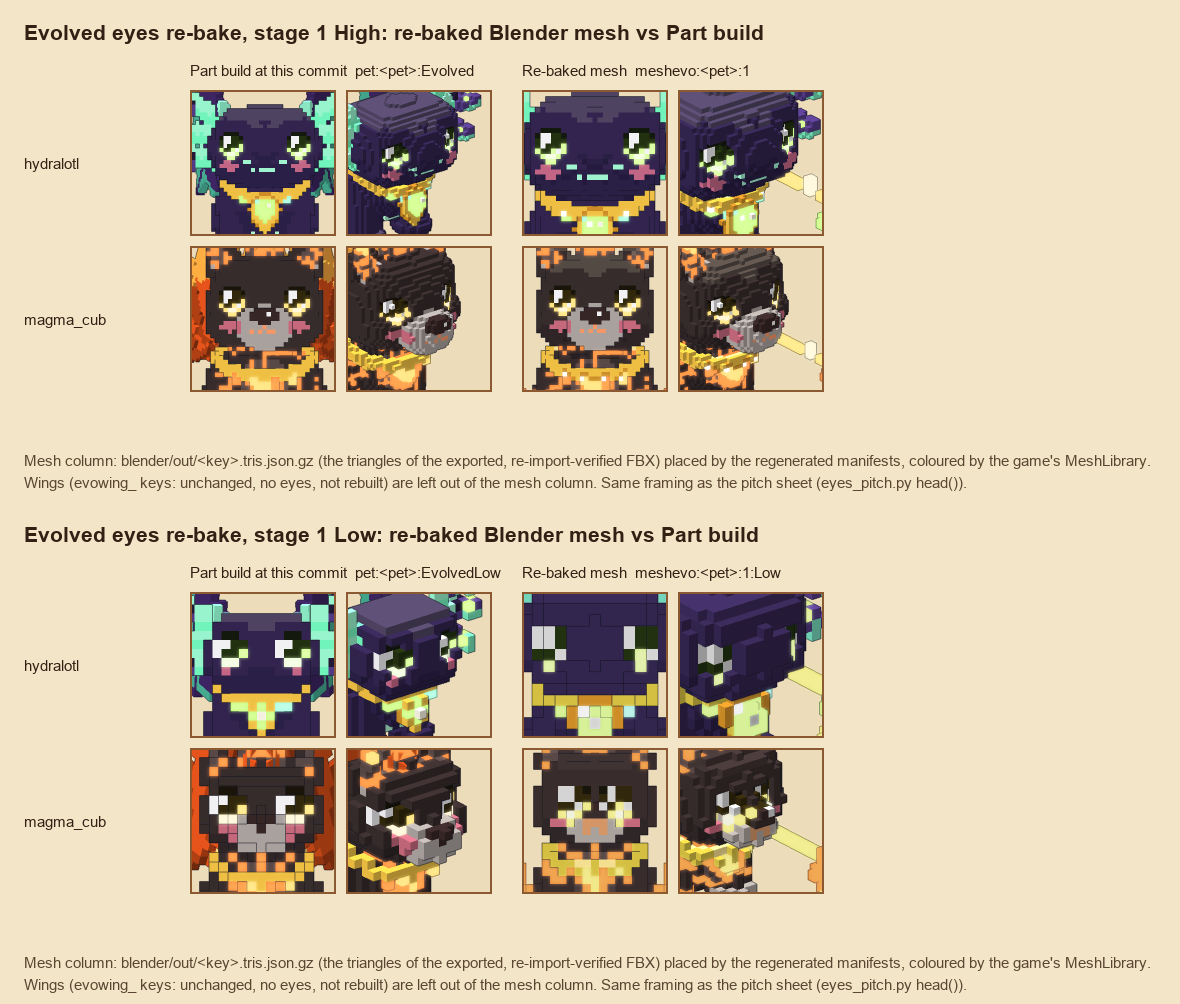 Evolved eyes re-bake, stage 1 High: re-baked Blender mesh vs Part build
Part build at this commit  pet:<pet>:Evolved
Re-baked mesh  meshevo:<pet>:1
hydralotl
magma_cub
Mesh column: blender/out/<key>.tris.json.gz (the triangles of the exported, re-import-verified FBX) placed by the regenerated manifests, coloured by the game's MeshLibrary.
Wings (evowing_ keys: unchanged, no eyes, not rebuilt) are left out of the mesh column. Same framing as the pitch sheet (eyes_pitch.py head()).
Evolved eyes re-bake, stage 1 Low: re-baked Blender mesh vs Part build
Part build at this commit  pet:<pet>:EvolvedLow
Re-baked mesh  meshevo:<pet>:1:Low
hydralotl
magma_cub
Mesh column: blender/out/<key>.tris.json.gz (the triangles of the exported, re-import-verified FBX) placed by the regenerated manifests, coloured by the game's MeshLibrary.
Wings (evowing_ keys: unchanged, no eyes, not rebuilt) are left out of the mesh column. Same framing as the pitch sheet (eyes_pitch.py head()).